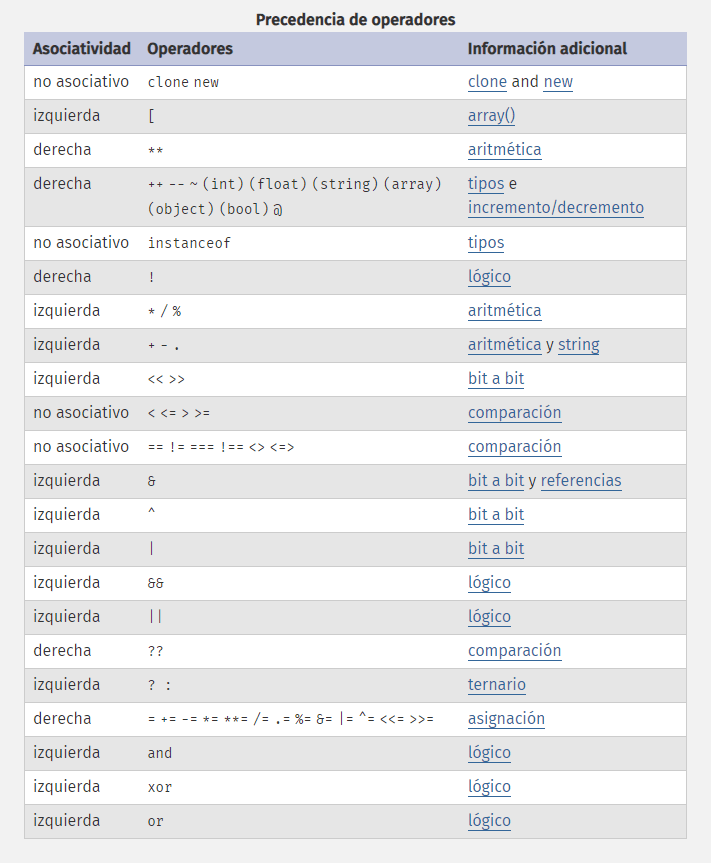 Precedencia de operadores
Asociatividad Operadores Información adicional
no asociativo clone new clone and new
izquierda [ array()
derecha ** aritmética
derecha ++ -- ~ (int) (float) (string) (array) tipos e
(object) (bool) @ incremento/decremento
no asociativo instanceof tipos
derecha ! lógico
izquierda * / % aritmética
izquierda + - . aritmética y string
izquierda << >> bit a bit
no asociativo < <= > >= comparación
no asociativo == != === !== <> <=> comparación
izquierda & bit a bit y referencias
izquierda ^ bit a bit
izquierda | bit a bit
izquierda && lógico
izquierda || lógico
derecha ?? comparación
izquierda ? : ternario
derecha = += -= *= **= /= .= %= &= |= ^= <<= >>= asignación
izquierda and lógico
izquierda xor lógico
izquierda or lógico